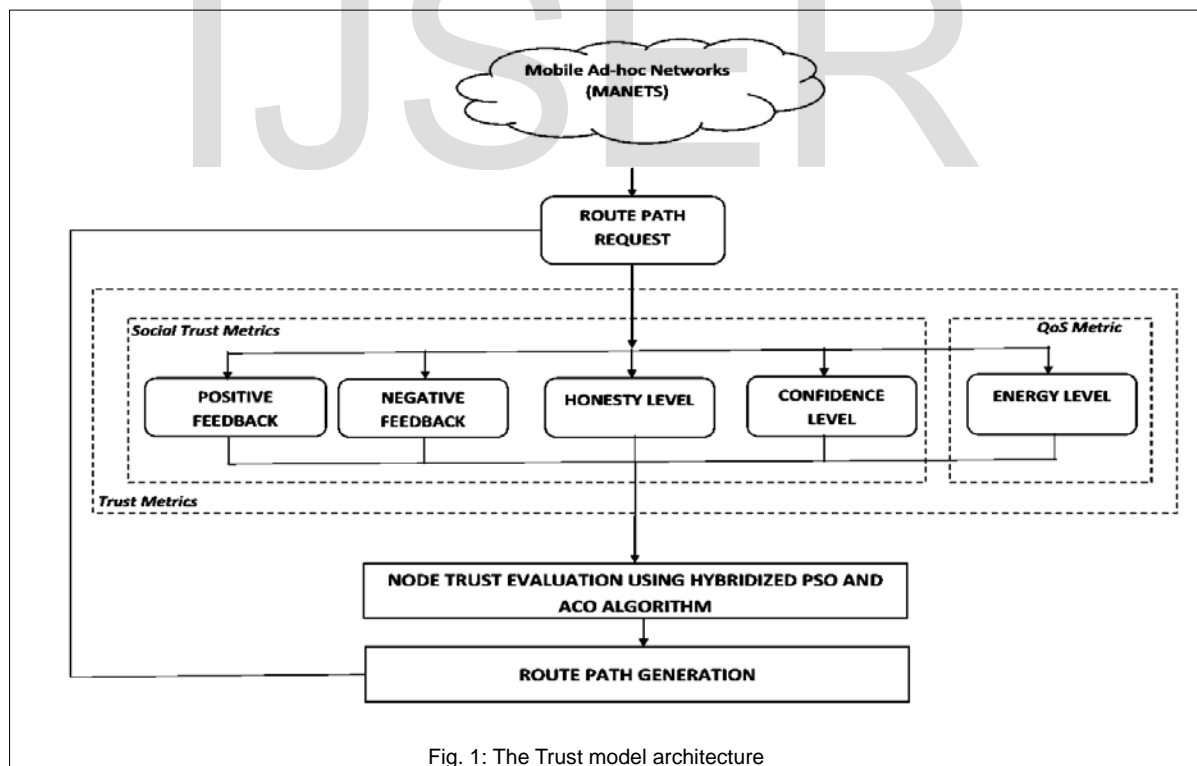 IJSER
Mobile Ad-hoc Networks
(MANETS)
ROUTE PATH
REQUEST
Social Trust Metrics
QoS Metric
POSITIVE
FEEDBACK
NEGATIVE
FEEDBACK
HONESTY LEVEL
CONFIDENCE
LEVEL
ENERGY LEVEL
Trust Metrics
NODE TRUST EVALUATION USING HYBRIDIZED PSO AND
ACO ALGORITHM
ROUTE PATH GENERATION
Fig. 1: The Trust model architecture